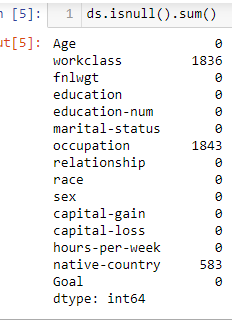 n [5]: 1 ds.isnull().sum()
ut[5]: Age 0
workclass 1836
fnlwgt 0
education 0
education-num 0
marital-status 0
occupation 1843
relationship 0
race 0
sex 0
capital-gain 0
capital-loss 0
hours-per-week 0
native-country 583
Goal 0
dtype: int64